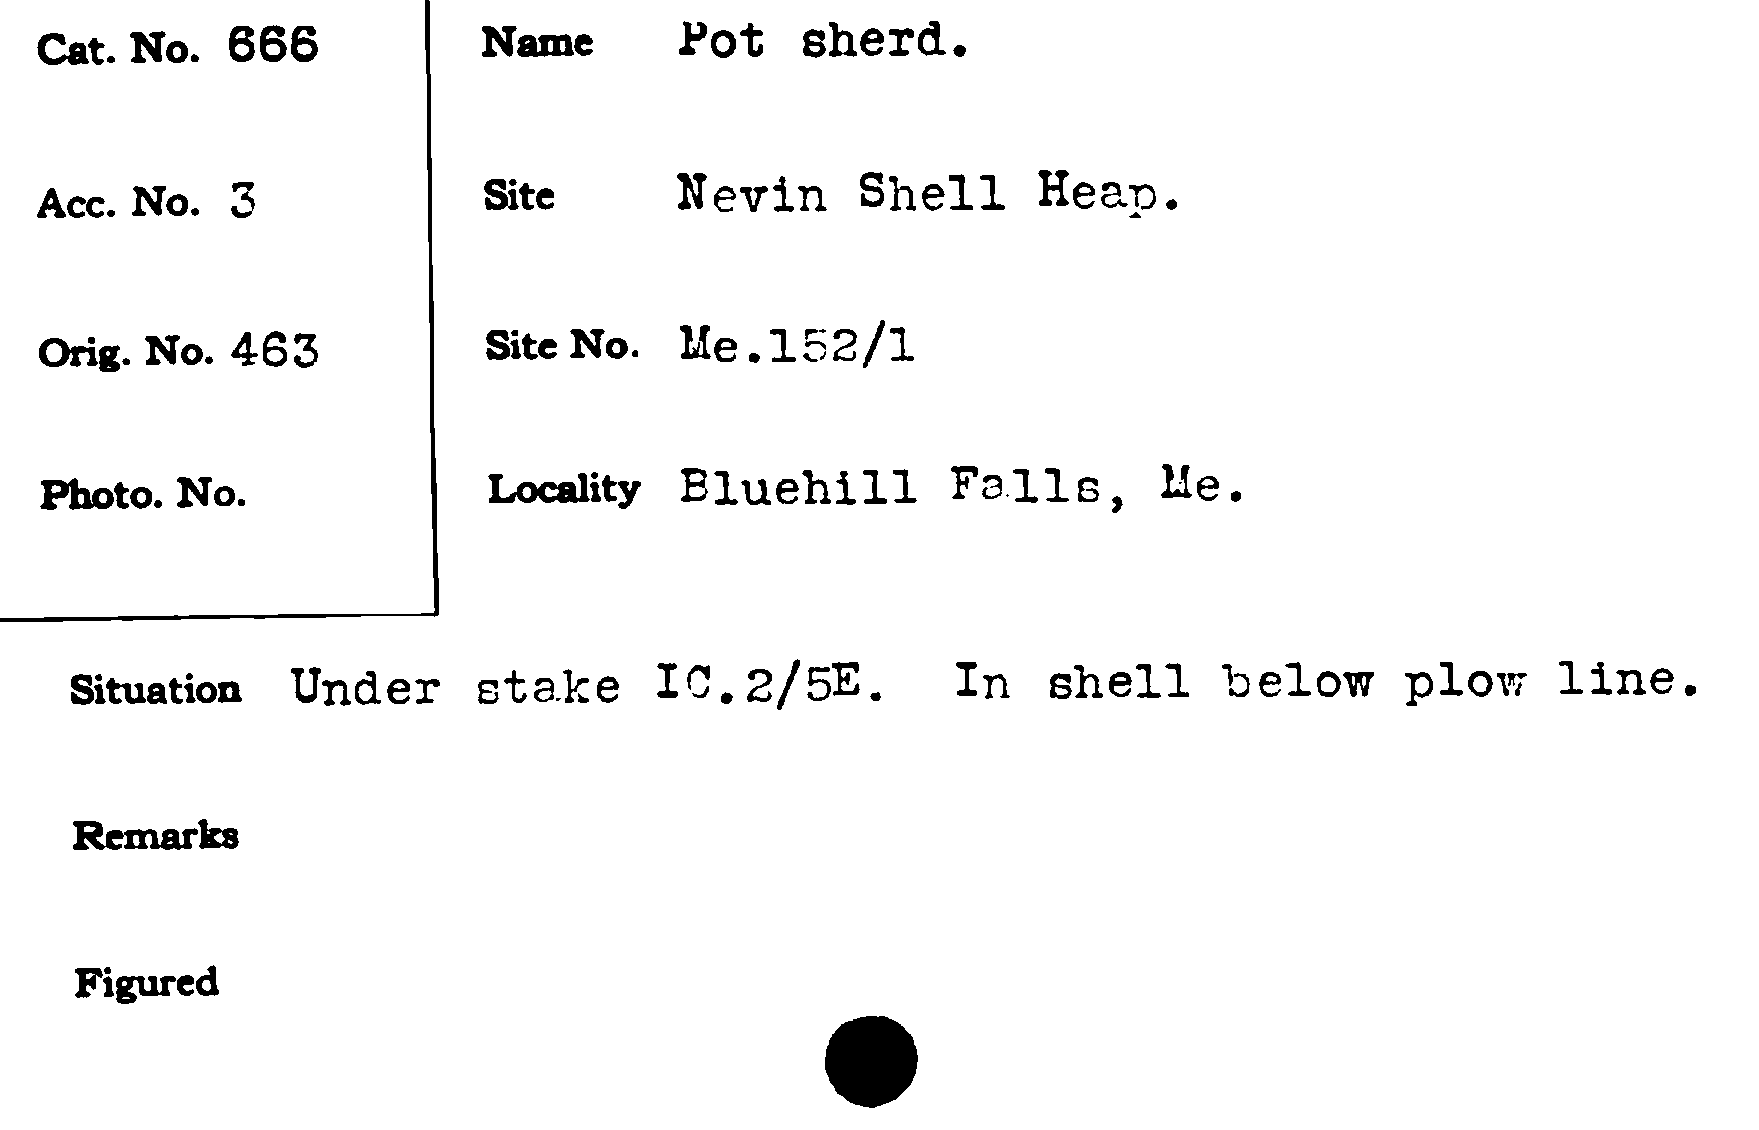 Cat. No. 666
Name Pot sherd.
Acc. No. 3
Site Nevin Shell Heap.
Orig. No. 463
Site No. Me.152/1
Photo. No.
Locality Bluehill Falls, Me.
Situation Under stake IC.2/5E. In shell below plow line.
Remarks
Figured